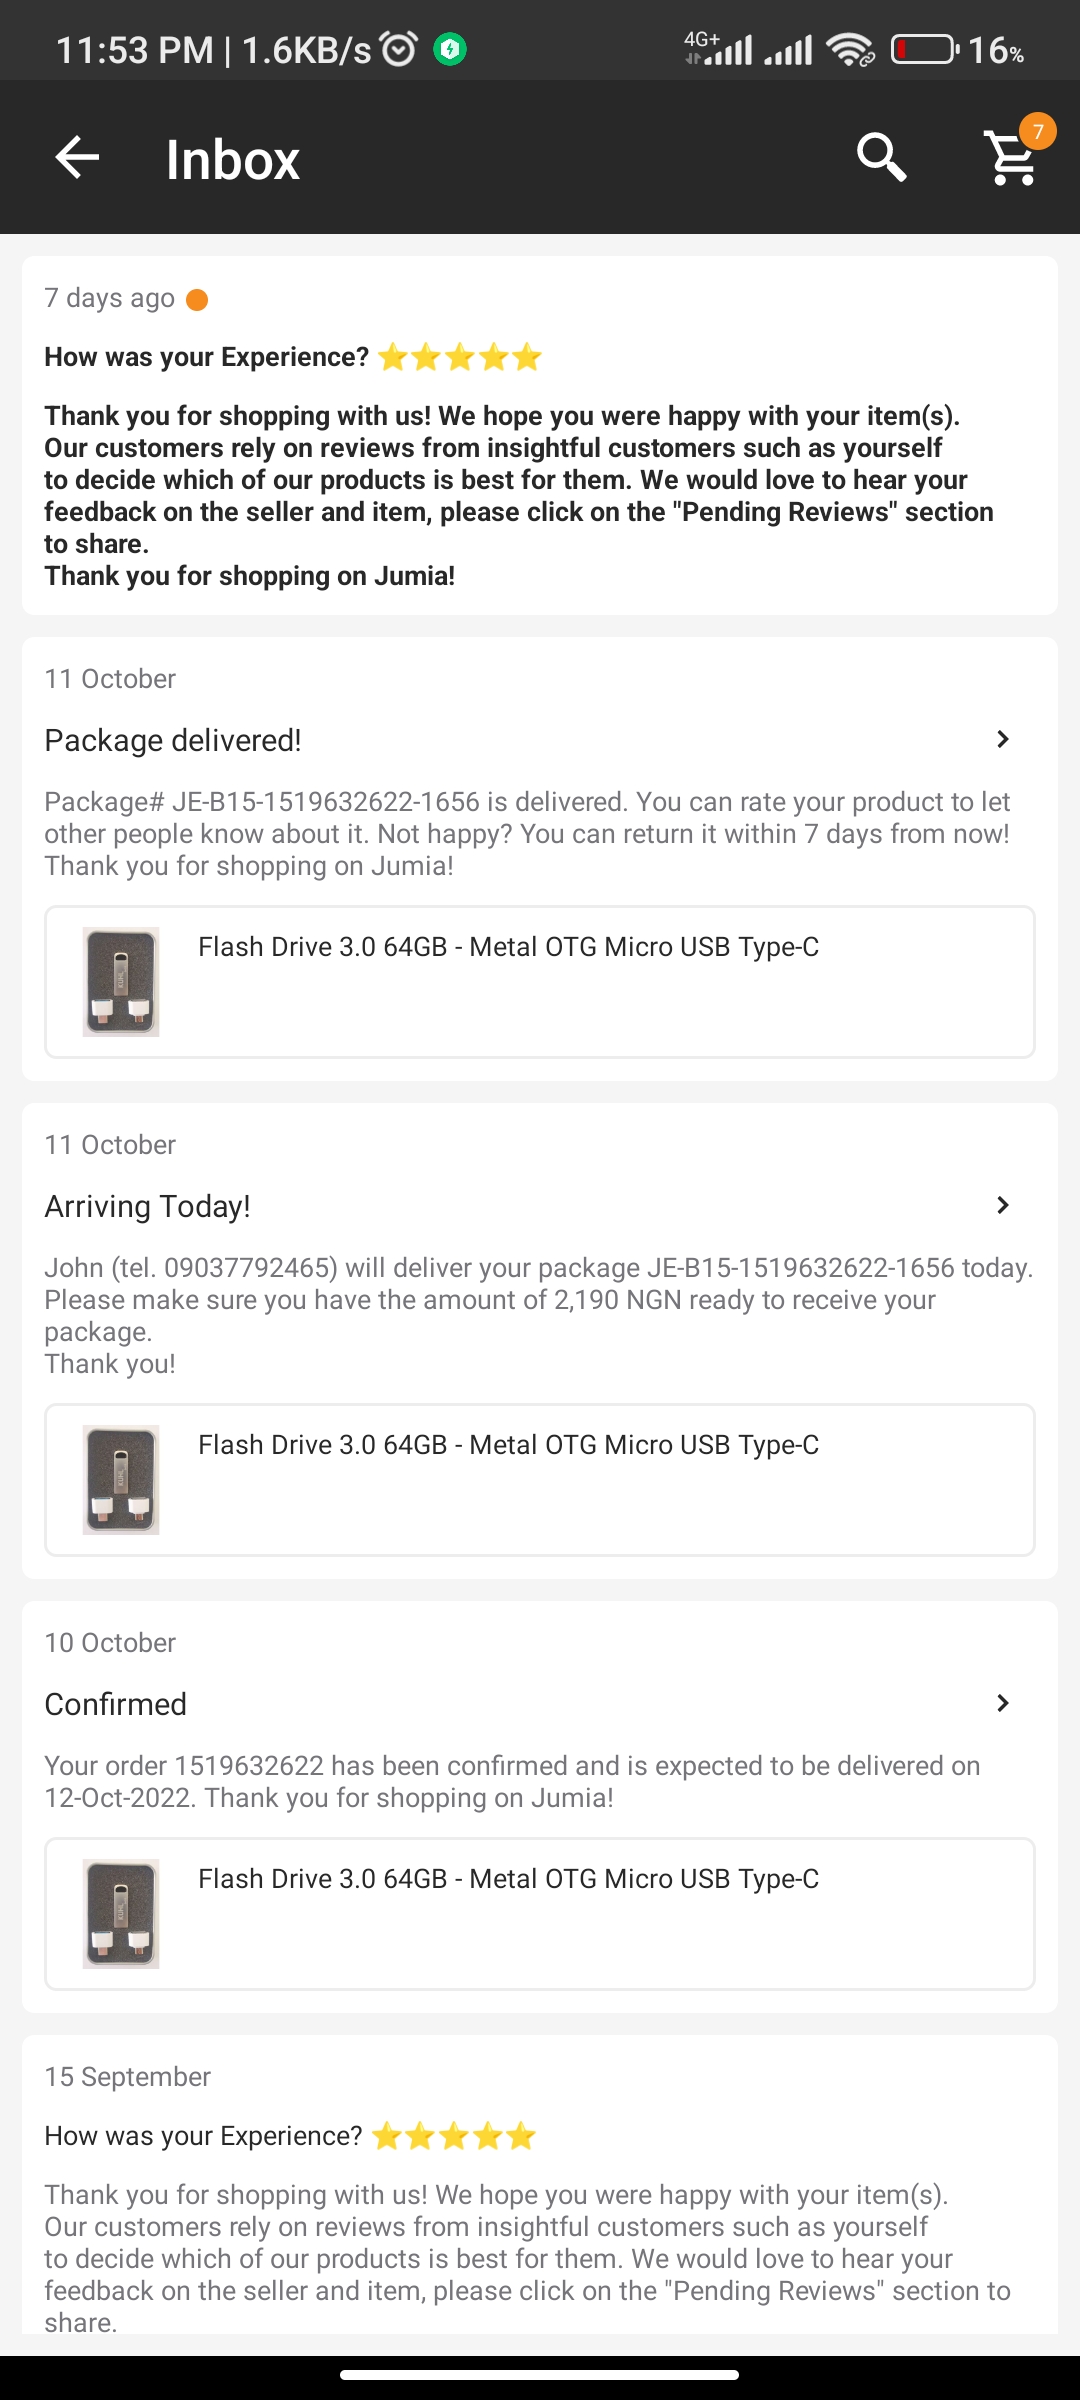 11:53 PM | 1.6KB/s
4G+
16%
Inbox
7
7 days ago
How was your Experience? ⭐⭐⭐⭐⭐
Thank you for shopping with us! We hope you were happy with your item(s).
Our customers rely on reviews from insightful customers such as yourself
to decide which of our products is best for them. We would love to hear your
feedback on the seller and item, please click on the "Pending Reviews" section
to share.
Thank you for shopping on Jumia!
11 October
Package delivered!
Package# JE-B15-1519632622-1656 is delivered. You can rate your product to let
other people know about it. Not happy? You can return it within 7 days from now!
Thank you for shopping on Jumia!
Flash Drive 3.0 64GB - Metal OTG Micro USB Type-C
11 October
Arriving Today!
John (tel. 09037792465) will deliver your package JE-B15-1519632622-1656 today.
Please make sure you have the amount of 2,190 NGN ready to receive your
package.
Thank you!
Flash Drive 3.0 64GB - Metal OTG Micro USB Type-C
10 October
Confirmed
Your order 1519632622 has been confirmed and is expected to be delivered on
12-Oct-2022. Thank you for shopping on Jumia!
Flash Drive 3.0 64GB - Metal OTG Micro USB Type-C
15 September
How was your Experience? ⭐⭐⭐⭐⭐
Thank you for shopping with us! We hope you were happy with your item(s).
Our customers rely on reviews from insightful customers such as yourself
to decide which of our products is best for them. We would love to hear your
feedback on the seller and item, please click on the "Pending Reviews" section to
share.